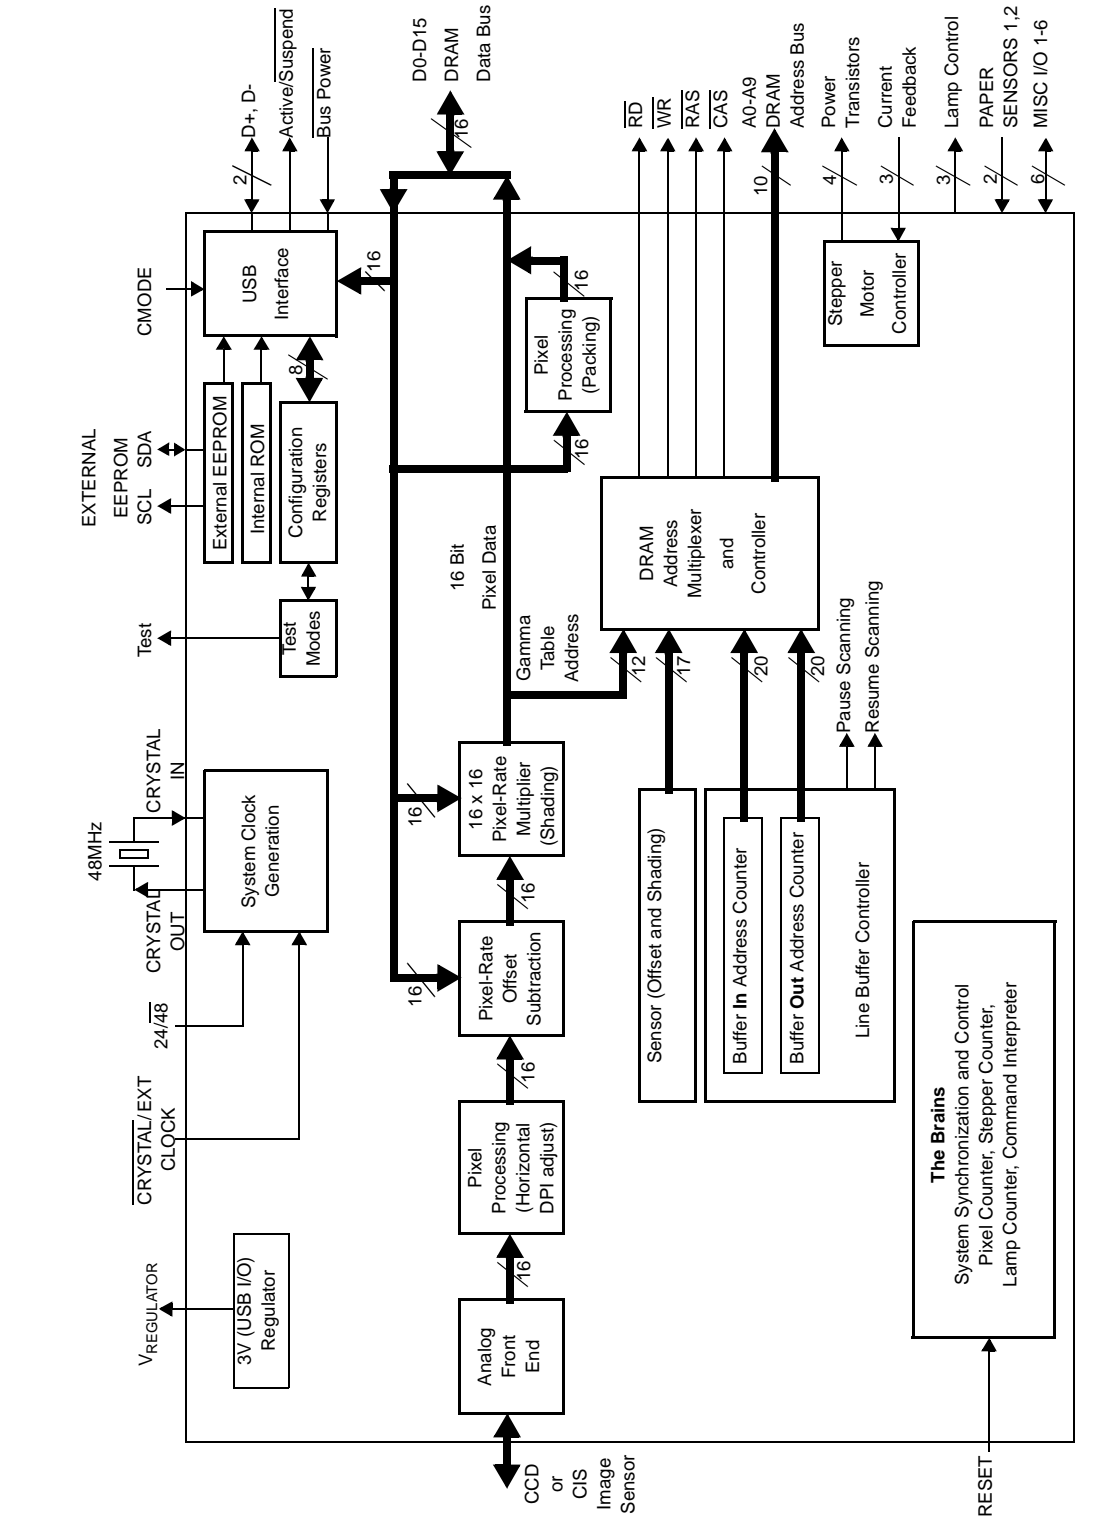 V REGULATOR
3V (USB I/O)
Regulator
CRYSTAL/EXT
CLOCK
24/48
CRYSTAL
OUT
48MHz
CRYSTAL
IN
System Clock
Generation
Test
Test
Modes
EXTERNAL
EEPROM
SCL
SDA
External EEPROM
Internal ROM
Configuration
Registers
8
CMODE
USB
Interface
2
D+, D-
Active/Suspend
Bus Power
16
D0-D15
DRAM
Data Bus
16
CCD
or
CIS
Image
Sensor
Analog
Front
End
16
Pixel
Processing
(Horizontal
DPI adjust)
16
Pixel-Rate
Offset
Subtraction
16
16
16 x 16
Pixel-Rate
Multiplier
(Shading)
16
16 Bit
Pixel Data
Gamma
Table
Address
Pixel
Processing
(Packing)
16
16
12
17
20
20
DRAM
Address
Multiplexer
and
Controller
RD
WR
RAS
CAS
10
A0-A9
DRAM
Address Bus
Sensor (Offset and Shading)
Buffer In Address Counter
Buffer Out Address Counter
Line Buffer Controller
Pause Scanning
Resume Scanning
Stepper
Motor
Controller
4
Power
Transistors
3
Current
Feedback
3
Lamp Control
2
PAPER
SENSORS 1,2
6
MISC I/O 1-6
RESET
The Brains
System Synchronization and Control
Pixel Counter, Stepper Counter,
Lamp Counter, Command Interpreter